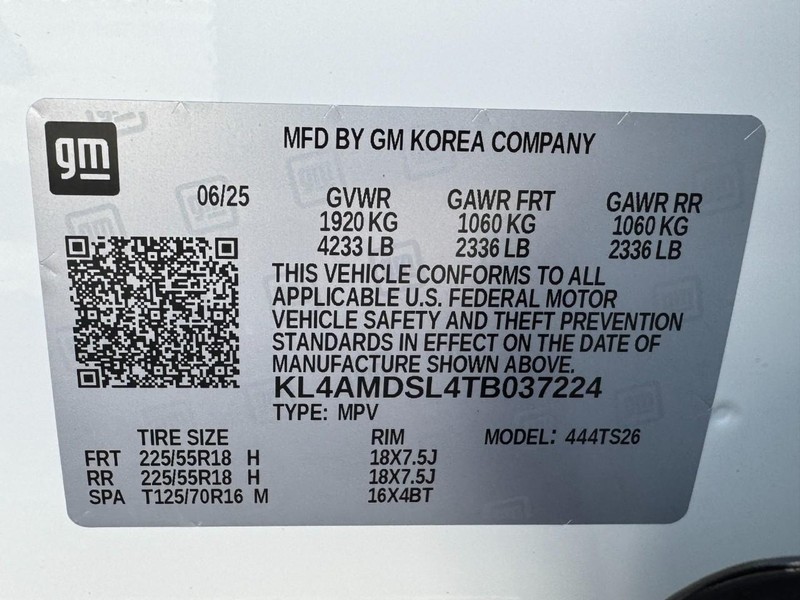 gm
MFD BY GM KOREA COMPANY
06/25 GVWR GAWR FRT GAWR RR
1920 KG 1060 KG 1060 KG
4233 LB 2336 LB 2336 LB
THIS VEHICLE CONFORMS TO ALL
APPLICABLE U.S. FEDERAL MOTOR
VEHICLE SAFETY AND THEFT PREVENTION
STANDARDS IN EFFECT ON THE DATE OF
MANUFACTURE SHOWN ABOVE.
KL4AMDSL4TB037224
TYPE: MPV
TIRE SIZE RIM MODEL: 444TS26
FRT 225/55R18 H 18X7.5J
RR 225/55R18 H 18X7.5J
SPA T125/70R16 M 16X4BT